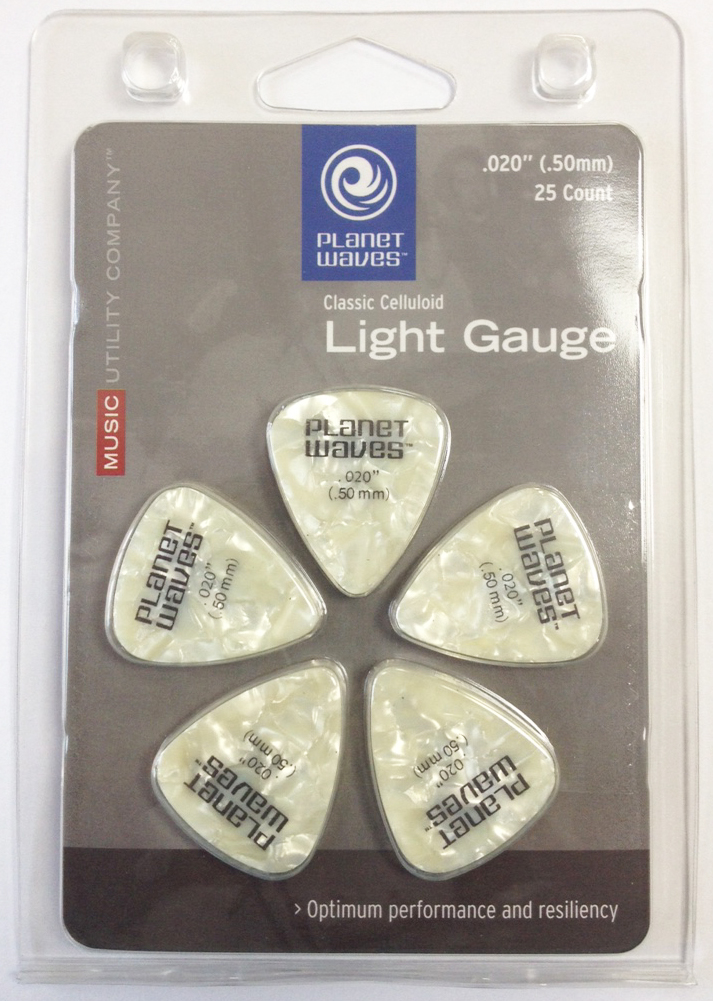 .020” (.50mm)
25 Count
PLANET
WAVES™
MUSIC UTILITY COMPANY™
Classic Celluloid
Light Gauge
PLANET
WAVES™
.020”
(.50 mm)
PLANET
WAVES™
.020”
(.50 mm)
PLANET
WAVES™
.020”
(.50 mm)
PLANET
WAVES™
.020”
(.50 mm)
PLANET
WAVES™
.020”
(.50 mm)
> Optimum performance and resiliency